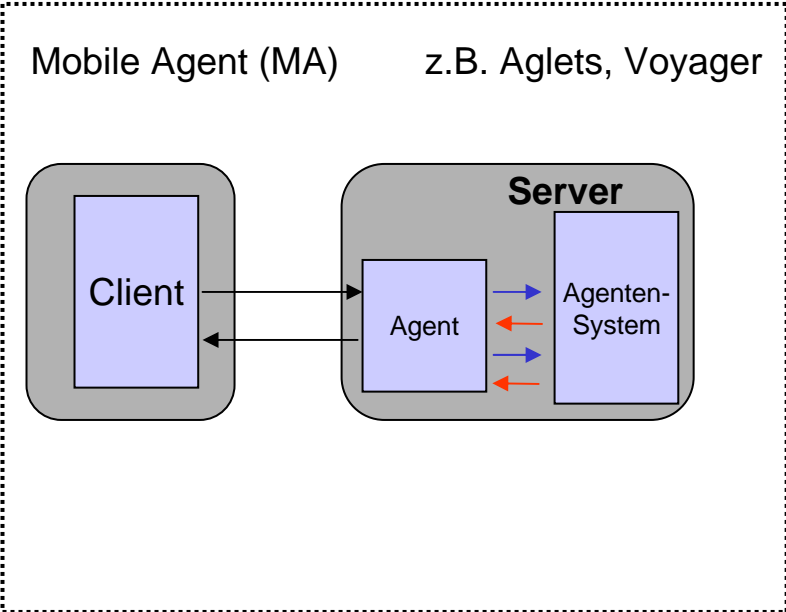 Mobile Agent (MA) z.B. Aglets, Voyager
Server
Client
Agent
Agenten-
System